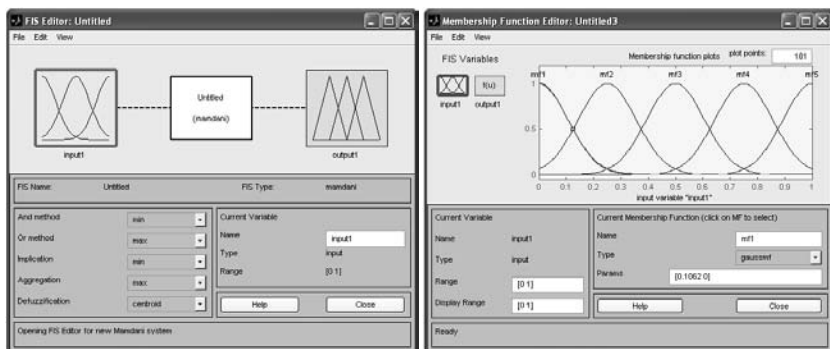 FIS Editor: Untitled
File Edit View
Untitled
(mamdani)
input1
output1
FIS Name: Untitled FIS Type: mamdani
And method min
Or method max
Implication min
Aggregation max
Defuzzification centroid
Current Variable
Name input1
Type input
Range [0 1]
Help Close
Opening FIS Editor for new Mamdani system
Membership Function Editor: Untitled3
File Edit View
FIS Variables
Membership function plots plot points: 181
f(u)
input1 output1
mf1 mf2 mf3 mf4 mf5
1
0.5
0
0 0.1 0.2 0.3 0.4 0.5 0.6 0.7 0.8 0.9 1
input variable "input1"
Current Variable
Name input1
Type input
Range [0 1]
Display Range [0 1]
Current Membership Function (click on MF to select)
Name mf1
Type gaussmf
Params [0.1062 0]
Help Close
Ready